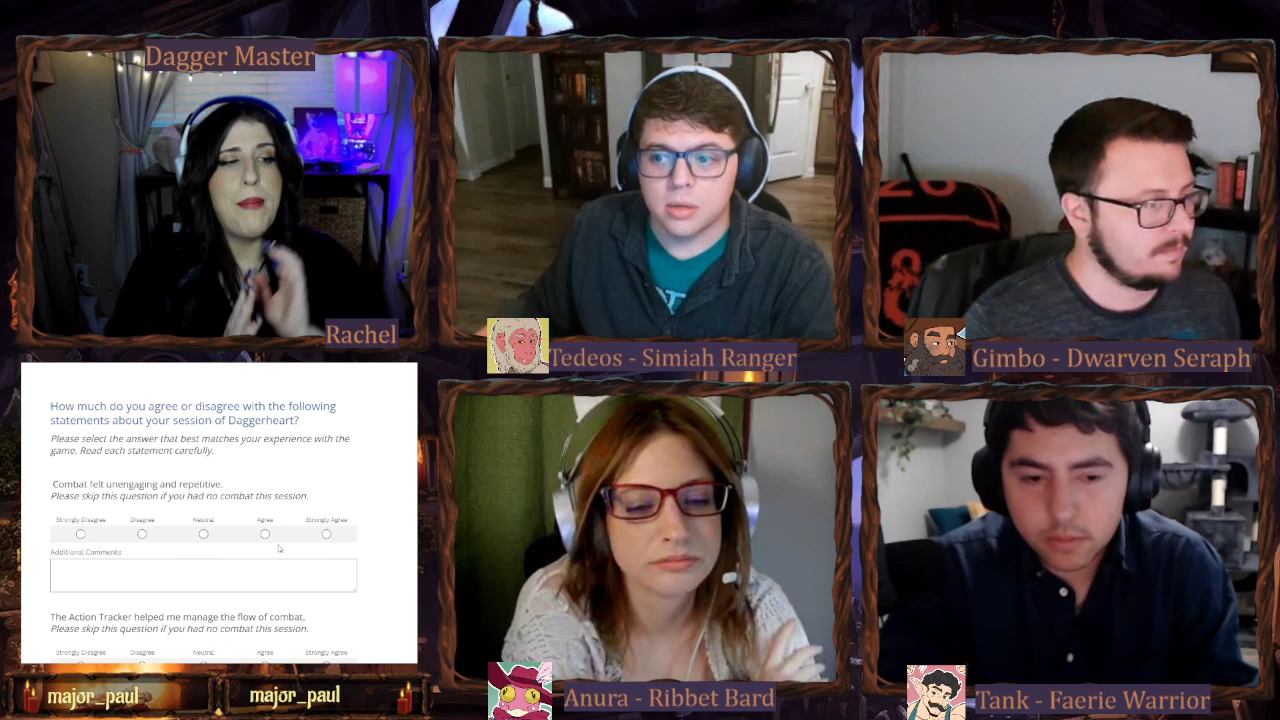 Dagger Master
Rachel
Tedeos - Simiah Ranger
Gimbo - Dwarven Seraph
How much do you agree or disagree with the following
statements about your session of Daggerheart?
Please select the answer that best matches your experience with the
game. Read each statement carefully.
Combat felt unengaging and repetitive.
Please skip this question if you had no combat this session.
Strongly Disagree Disagree Neutral Agree Strongly Agree
Additional Comments
The Action Tracker helped me manage the flow of combat.
Please skip this question if you had no combat this session.
Strongly Disagree Disagree Neutral Agree Strongly Agree
major_paul major_paul
Anura - Ribbet Bard
Tank - Faerie Warrior